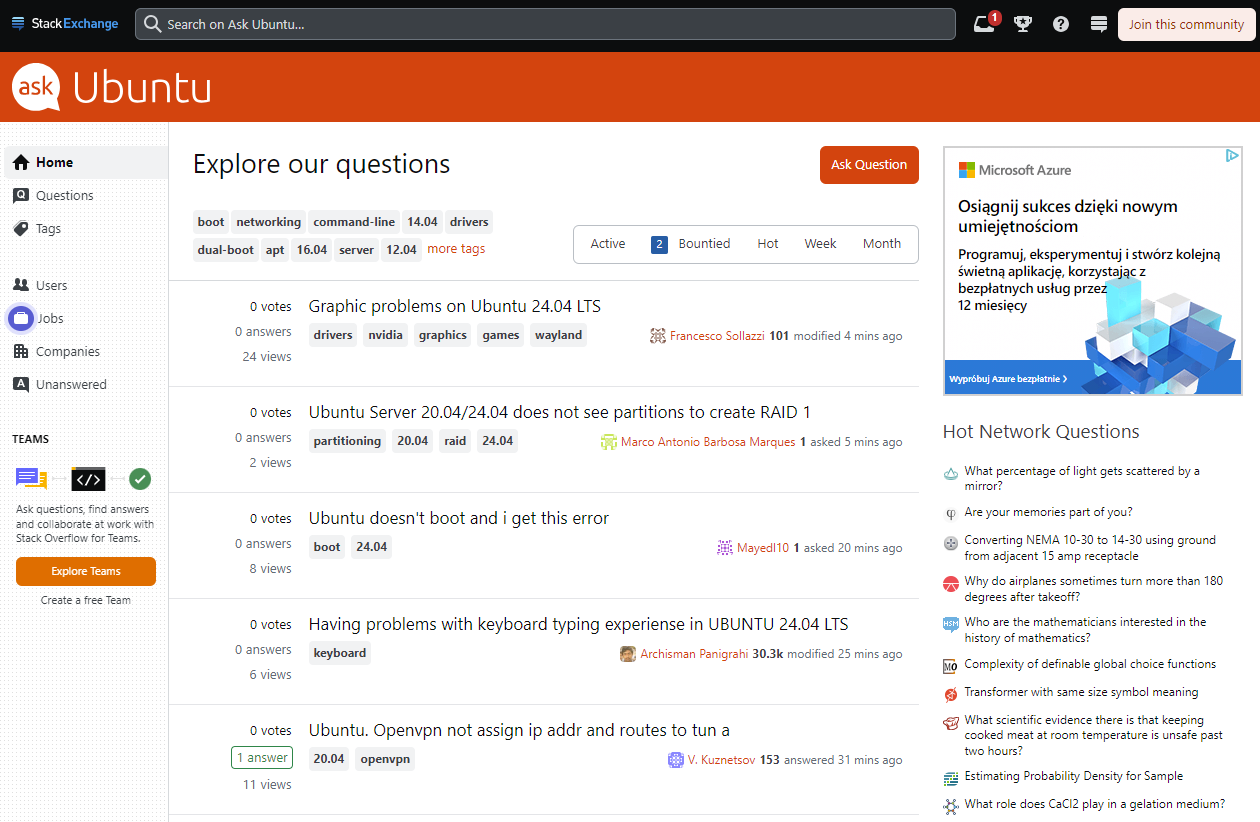 StackExchange
Search on Ask Ubuntu...
1
Join this community
ask Ubuntu
Home
Questions
Tags
Users
Jobs
Companies
Unanswered
TEAMS
Ask questions, find answers
and collaborate at work with
Stack Overflow for Teams.
Explore Teams
Create a free Team
Explore our questions
Ask Question
boot networking command-line 14.04 drivers
dual-boot apt 16.04 server 12.04 more tags
Active 2 Bountied Hot Week Month
0 votes
0 answers
24 views
Graphic problems on Ubuntu 24.04 LTS
drivers nvidia graphics games wayland
Francesco Sollazzi 101 modified 4 mins ago
0 votes
0 answers
2 views
Ubuntu Server 20.04/24.04 does not see partitions to create RAID 1
partitioning 20.04 raid 24.04
Marco Antonio Barbosa Marques 1 asked 5 mins ago
0 votes
0 answers
8 views
Ubuntu doesn't boot and i get this error
boot 24.04
Mayedl10 1 asked 20 mins ago
0 votes
0 answers
6 views
Having problems with keyboard typing experiense in UBUNTU 24.04 LTS
keyboard
Archisman Panigrahi 30.3k modified 25 mins ago
0 votes
1 answer
11 views
Ubuntu. Openvpn not assign ip addr and routes to tun a
20.04 openvpn
V. Kuznetsov 153 answered 31 mins ago
Microsoft Azure
Osiągnij sukces dzięki nowym
umiejętnościom
Programuj, eksperymentuj i stwórz kolejną
świetną aplikację, korzystając z
bezpłatnych usług przez
12 miesięcy
Wypróbuj Azure bezpłatnie ❯
Hot Network Questions
What percentage of light gets scattered by a
mirror?
φ Are your memories part of you?
Converting NEMA 10-30 to 14-30 using ground
from adjacent 15 amp receptacle
Why do airplanes sometimes turn more than 180
degrees after takeoff?
HSM Who are the mathematicians interested in the
history of mathematics?
MO Complexity of definable global choice functions
Transformer with same size symbol meaning
What scientific evidence there is that keeping
cooked meat at room temperature is unsafe past
two hours?
Estimating Probability Density for Sample
What role does CaCl2 play in a gelation medium?